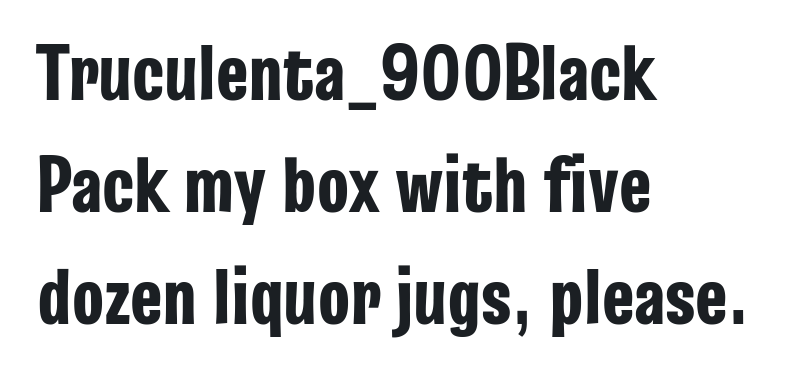 Truculenta_900Black
Pack my box with five
dozen liquor jugs, please.